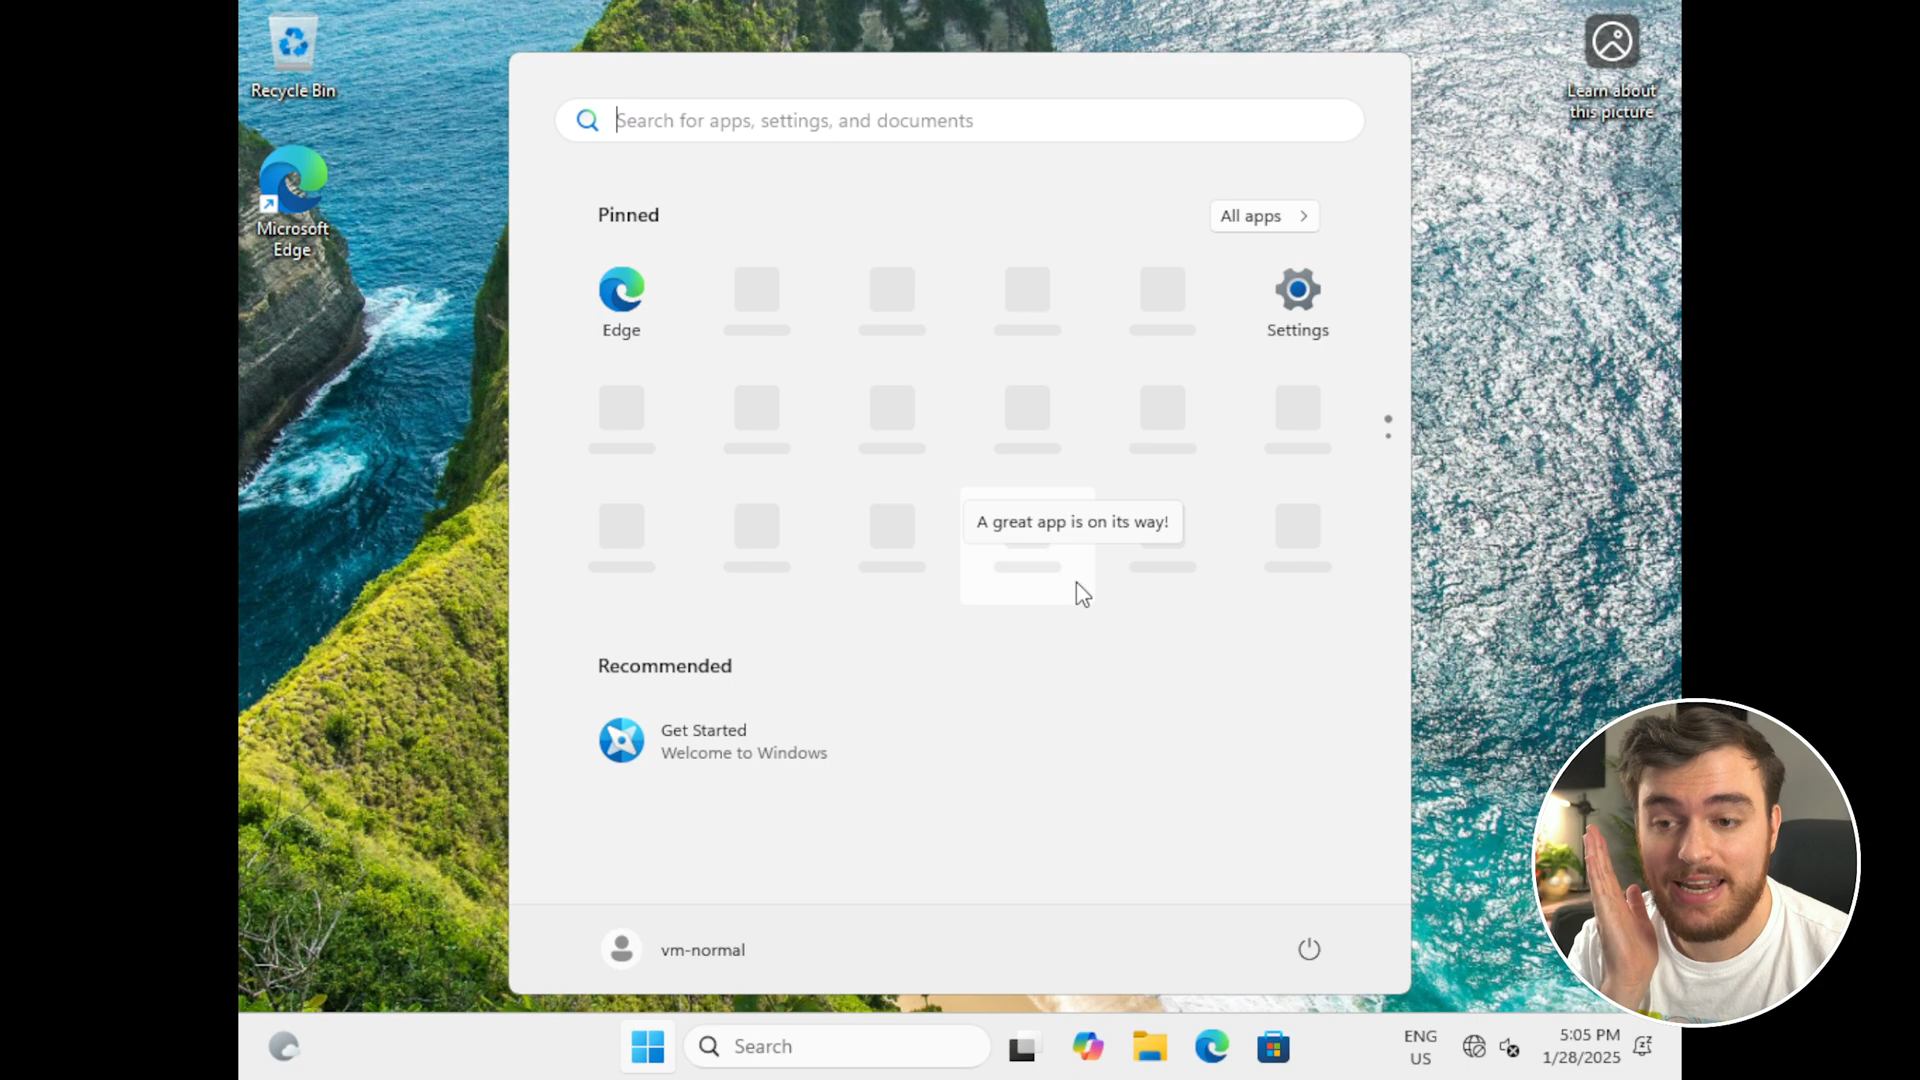 Recycle Bin
Microsoft
Edge
Learn about
this picture
Search for apps, settings, and documents
Pinned
All apps
Edge
Settings
A great app is on its way!
Recommended
Get Started
Welcome to Windows
vm-normal
Search
ENG
US
5:05 PM
1/28/2025